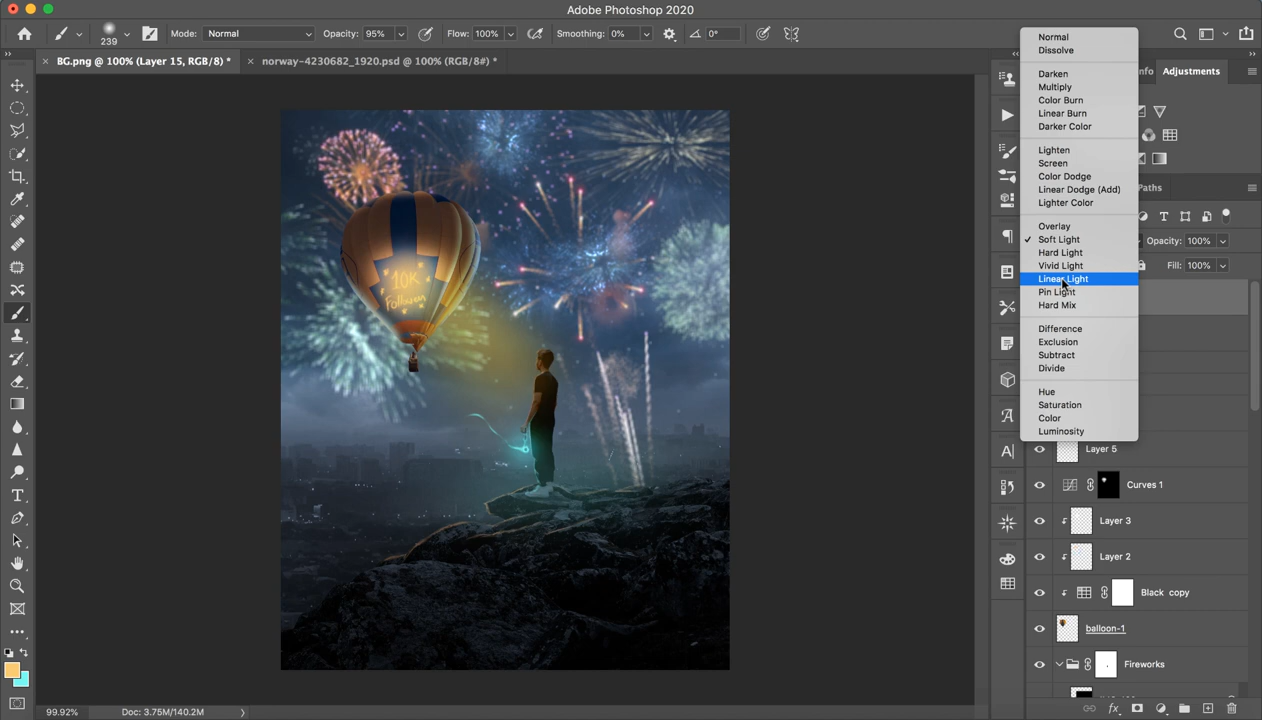 Adobe Photoshop 2020
239
Mode: Normal
Opacity: 95%
Flow: 100%
Smoothing: 0%
0°
BG.png @ 100% (Layer 15, RGB/8) *
norway-4230682_1920.psd @ 100% (RGB/8#) *
Normal
Dissolve
Darken
Multiply
Color Burn
Linear Burn
Darker Color
Lighten
Screen
Color Dodge
Linear Dodge (Add)
Lighter Color
Overlay
Soft Light
Hard Light
Vivid Light
Linear Light
Pin Light
Hard Mix
Difference
Exclusion
Subtract
Divide
Hue
Saturation
Color
Luminosity
nfo
Adjustments
Paths
Opacity: 100%
Fill: 100%
10K
Follower
Layer 5
Curves 1
Layer 3
Layer 2
Black copy
balloon-1
Fireworks
99.92%
Doc: 3.75M/140.2M